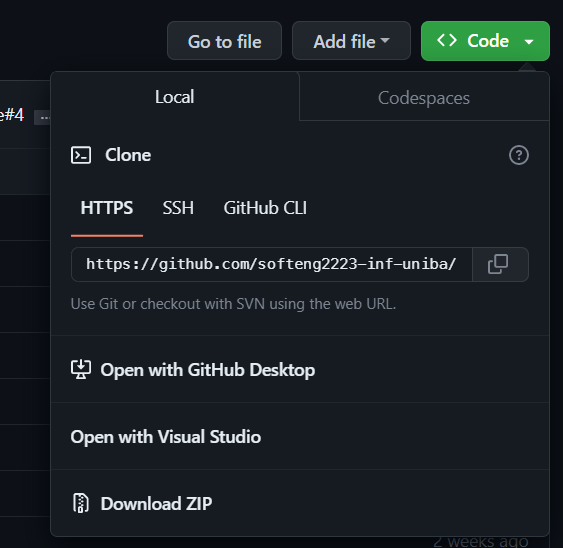 Go to file Add file Code
Local Codespaces
e#4 ...
Clone
HTTPS SSH GitHub CLI
https://github.com/softeng2223-inf-uniba/
Use Git or checkout with SVN using the web URL.
Open with GitHub Desktop
Open with Visual Studio
Download ZIP
2 weeks ago